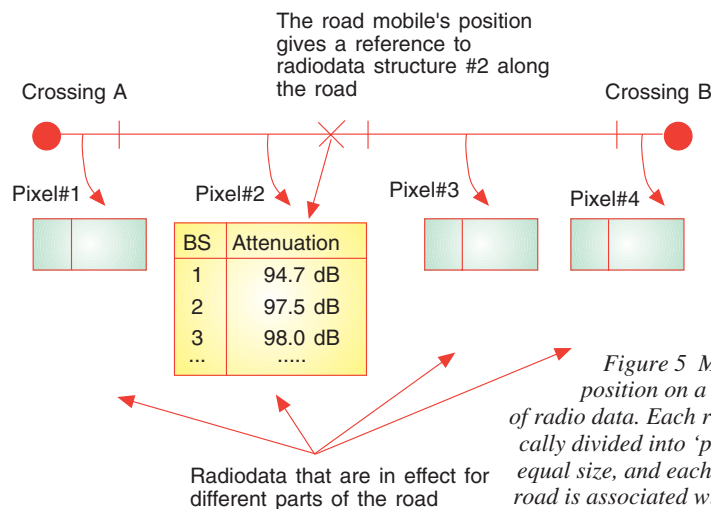 The road mobile's position
gives a reference to
radiodata structure #2 along
the road
Crossing A
Crossing B
Pixel#1
Pixel#2
Pixel#3
Pixel#4
BS Attenuation
1 94.7 dB
2 97.5 dB
3 98.0 dB
... .....
Radiodata that are in effect for
different parts of the road
Figure 5
position on a
of radio data. Each
cally divided into
equal size, and each
road is associated